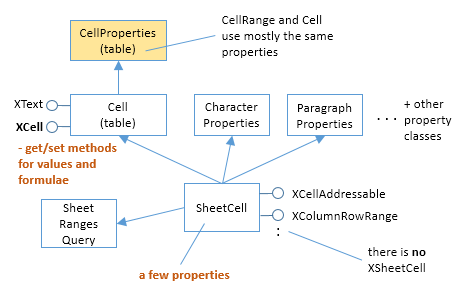 CellProperties
(table)
CellRange and Cell
use mostly the same
properties
XText
XCell
Cell
(table)
Character
Properties
Paragraph
Properties
. . .
+ other
property
classes
- get/set methods
for values and
formulae
Sheet
Ranges
Query
SheetCell
XCellAddressable
XColumnRowRange
:
there is no
XSheetCell
a few properties